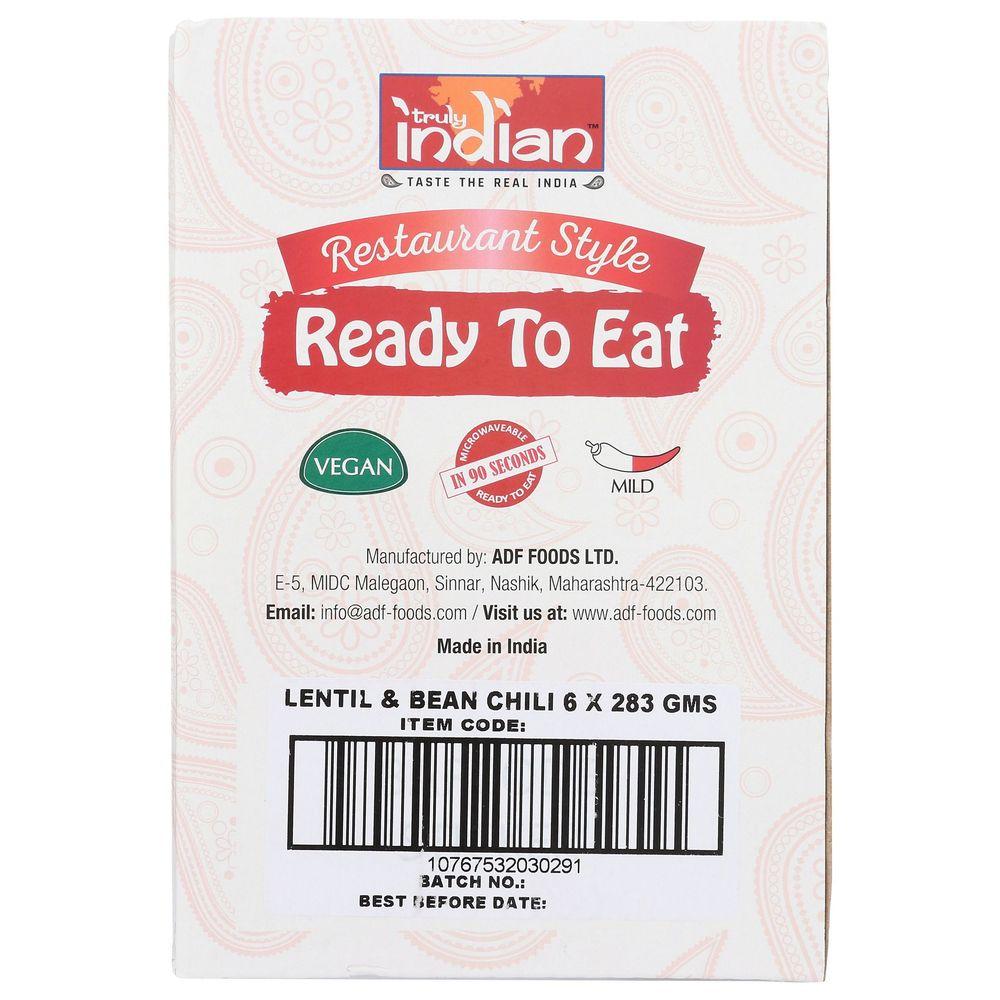 truly
indian™
TASTE THE REAL INDIA
Restaurant Style
Ready To Eat
VEGAN
MICROWAVEABLE
IN 90 SECONDS
READY TO EAT
MILD
Manufactured by: ADF FOODS LTD.
E-5, MIDC Malegaon, Sinnar, Nashik, Maharashtra-422103.
Email: info@adf-foods.com / Visit us at: www.adf-foods.com
Made in India
LENTIL & BEAN CHILI 6 X 283 GMS
ITEM CODE:
10767532030291
BATCH NO.:
BEST BEFORE DATE: